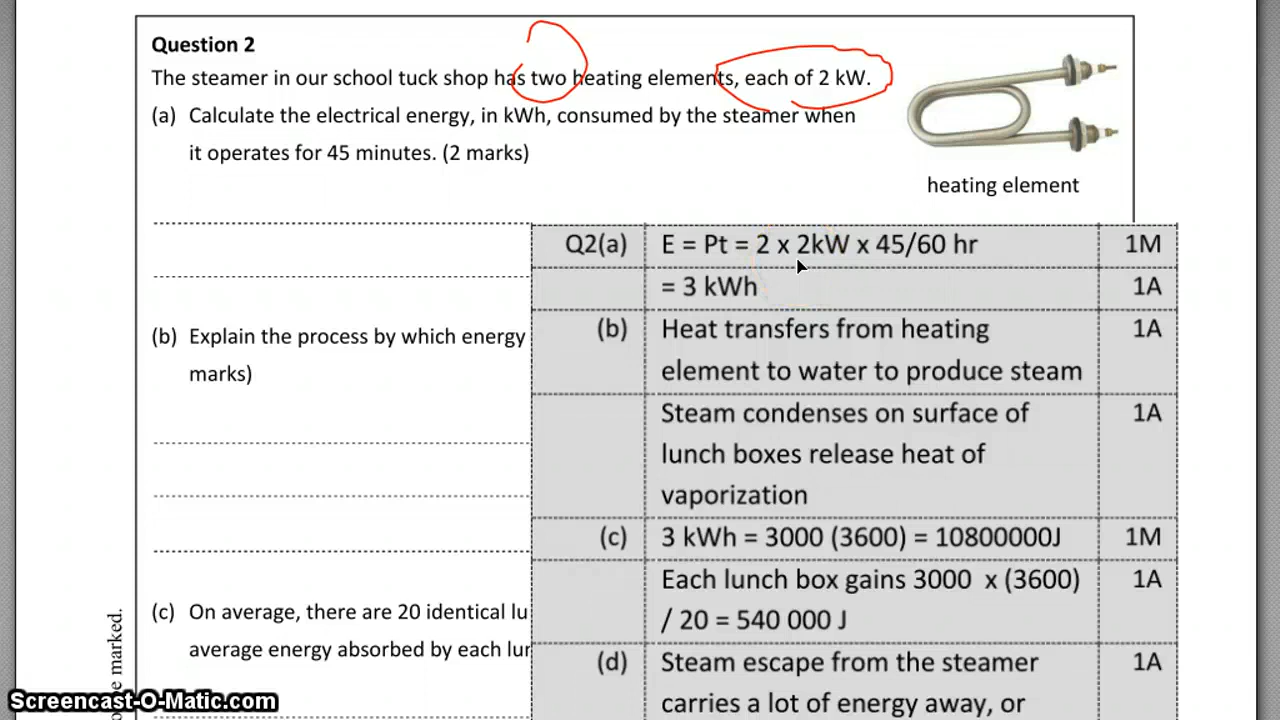 Question 2
The steamer in our school tuck shop has two heating elements, each of 2 kW.
(a) Calculate the electrical energy, in kWh, consumed by the steamer when
it operates for 45 minutes. (2 marks)
heating element
Q2(a) E = Pt = 2 x 2kW x 45/60 hr 1M
= 3 kWh 1A
(b) Explain the process by which energy
marks)
(b) Heat transfers from heating 1A
element to water to produce steam
Steam condenses on surface of 1A
lunch boxes release heat of
vaporization
(c) 3 kWh = 3000 (3600) = 10800000J 1M
Each lunch box gains 3000 x (3600) 1A
/ 20 = 540 000 J
(c) On average, there are 20 identical lu
average energy absorbed by each lun
(d) Steam escape from the steamer 1A
carries a lot of energy away, or
e marked.
Screencast-O-Matic.com